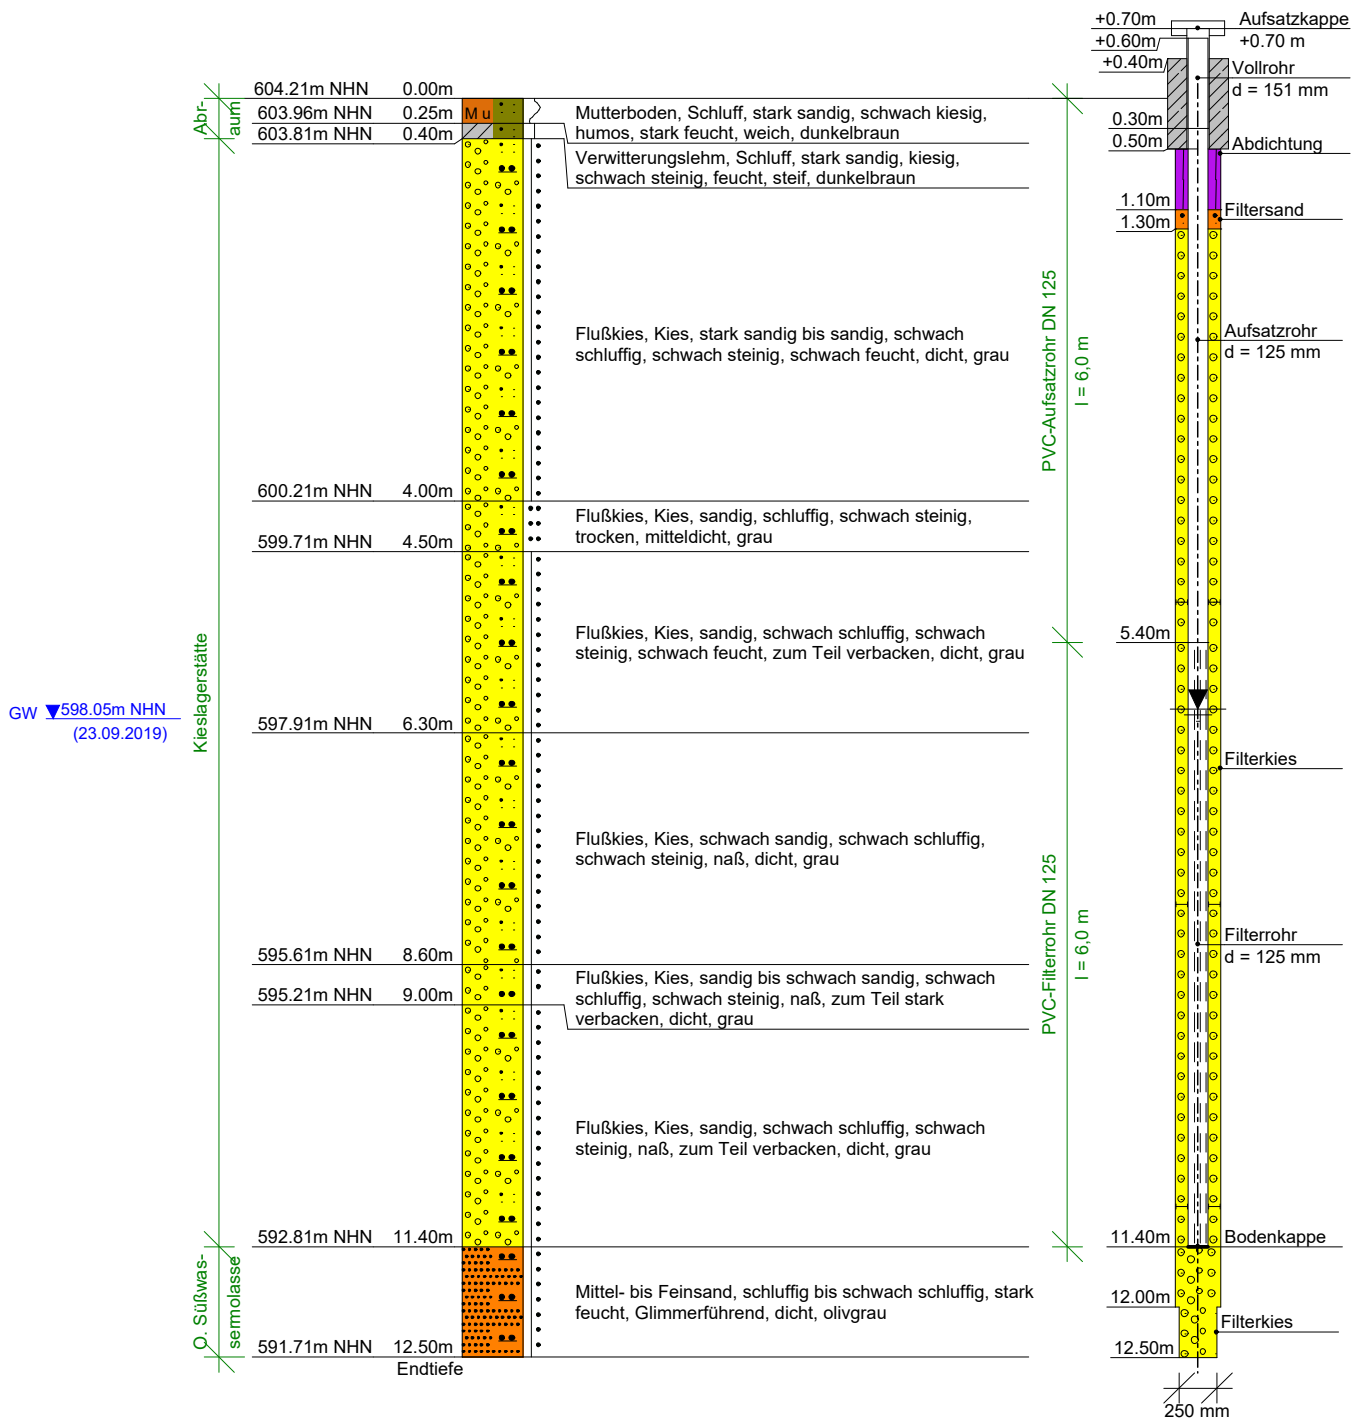 Abr-
aum
Kieslagerstätte
O. Süßwas-
sermolasse
GW
598.05m NHN
(23.09.2019)
604.21m NHN 0.00m
603.96m NHN 0.25m
603.81m NHN 0.40m
600.21m NHN 4.00m
599.71m NHN 4.50m
597.91m NHN 6.30m
595.61m NHN 8.60m
595.21m NHN 9.00m
592.81m NHN 11.40m
591.71m NHN 12.50m
Endtiefe
Mu
Mutterboden, Schluff, stark sandig, schwach kiesig,
humos, stark feucht, weich, dunkelbraun
Verwitterungslehm, Schluff, stark sandig, kiesig,
schwach steinig, feucht, steif, dunkelbraun
Flußkies, Kies, stark sandig bis sandig, schwach
schluffig, schwach steinig, schwach feucht, dicht, grau
Flußkies, Kies, sandig, schluffig, schwach steinig,
trocken, mitteldicht, grau
Flußkies, Kies, sandig, schwach schluffig, schwach
steinig, schwach feucht, zum Teil verbacken, dicht, grau
Flußkies, Kies, schwach sandig, schwach schluffig,
schwach steinig, naß, dicht, grau
Flußkies, Kies, sandig bis schwach sandig, schwach
schluffig, schwach steinig, naß, zum Teil stark
verbacken, dicht, grau
Flußkies, Kies, sandig, schwach schluffig, schwach
steinig, naß, zum Teil verbacken, dicht, grau
Mittel- bis Feinsand, schluffig bis schwach schluffig, stark
feucht, Glimmerführend, dicht, olivgrau
PVC-Aufsatzrohr DN 125
l = 6,0 m
PVC-Filterrohr DN 125
l = 6,0 m
+0.70m
+0.60m
+0.40m
0.30m
0.50m
1.10m
1.30m
5.40m
11.40m
12.00m
12.50m
Aufsatzkappe
+0.70 m
Vollrohr
d = 151 mm
Abdichtung
Filtersand
Aufsatzrohr
d = 125 mm
Filterkies
Filterrohr
d = 125 mm
Bodenkappe
Filterkies
250 mm